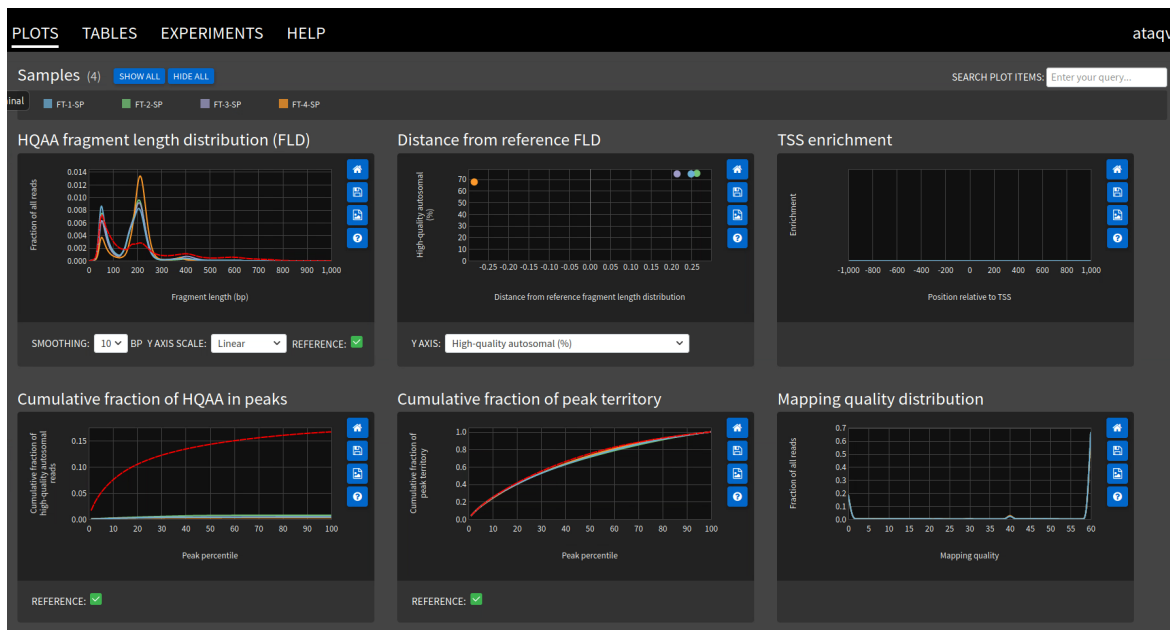 PLOTS TABLES EXPERIMENTS HELP ataqv
Samples (4) SHOW ALL HIDE ALL SEARCH PLOT ITEMS: Enter your query...
inal FT-1-SP FT-2-SP FT-3-SP FT-4-SP
HQAA fragment length distribution (FLD)
Fraction of all reads
0.014
0.012
0.010
0.008
0.006
0.004
0.002
0.000
0 100 200 300 400 500 600 700 800 900 1,000
Fragment length (bp)
SMOOTHING: 10 BP Y AXIS SCALE: Linear REFERENCE:
Distance from reference FLD
High-quality autosomal
(%)
70
60
50
40
30
20
10
0
-0.25 -0.20 -0.15 -0.10 -0.05 0.00 0.05 0.10 0.15 0.20 0.25
Distance from reference fragment length distribution
Y AXIS: High-quality autosomal (%)
TSS enrichment
Enrichment
-1,000 -800 -600 -400 -200 0 200 400 600 800 1,000
Position relative to TSS
Cumulative fraction of HQAA in peaks
Cumulative fraction of
high-quality autosomal
reads
0.15
0.10
0.05
0.00
0 10 20 30 40 50 60 70 80 90 100
Peak percentile
REFERENCE:
Cumulative fraction of peak territory
Cumulative fraction of
peak territory
1.0
0.8
0.6
0.4
0.2
0.0
0 10 20 30 40 50 60 70 80 90 100
Peak percentile
REFERENCE:
Mapping quality distribution
Fraction of all reads
0.7
0.6
0.5
0.4
0.3
0.2
0.1
0.0
0 5 10 15 20 25 30 35 40 45 50 55 60
Mapping quality